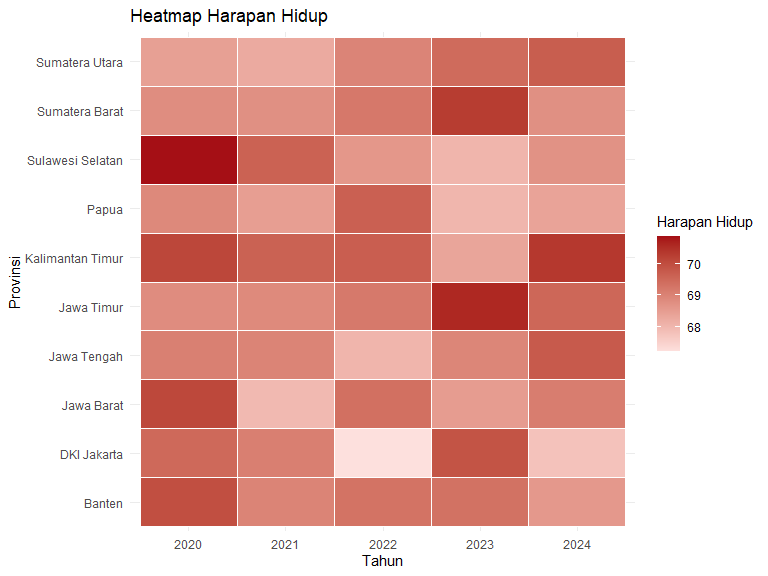 Heatmap Harapan Hidup
Provinsi
Sumatera Utara
Sumatera Barat
Sulawesi Selatan
Papua
Kalimantan Timur
Jawa Timur
Jawa Tengah
Jawa Barat
DKI Jakarta
Banten
2020 2021 2022 2023 2024
Tahun
Harapan Hidup
70
69
68